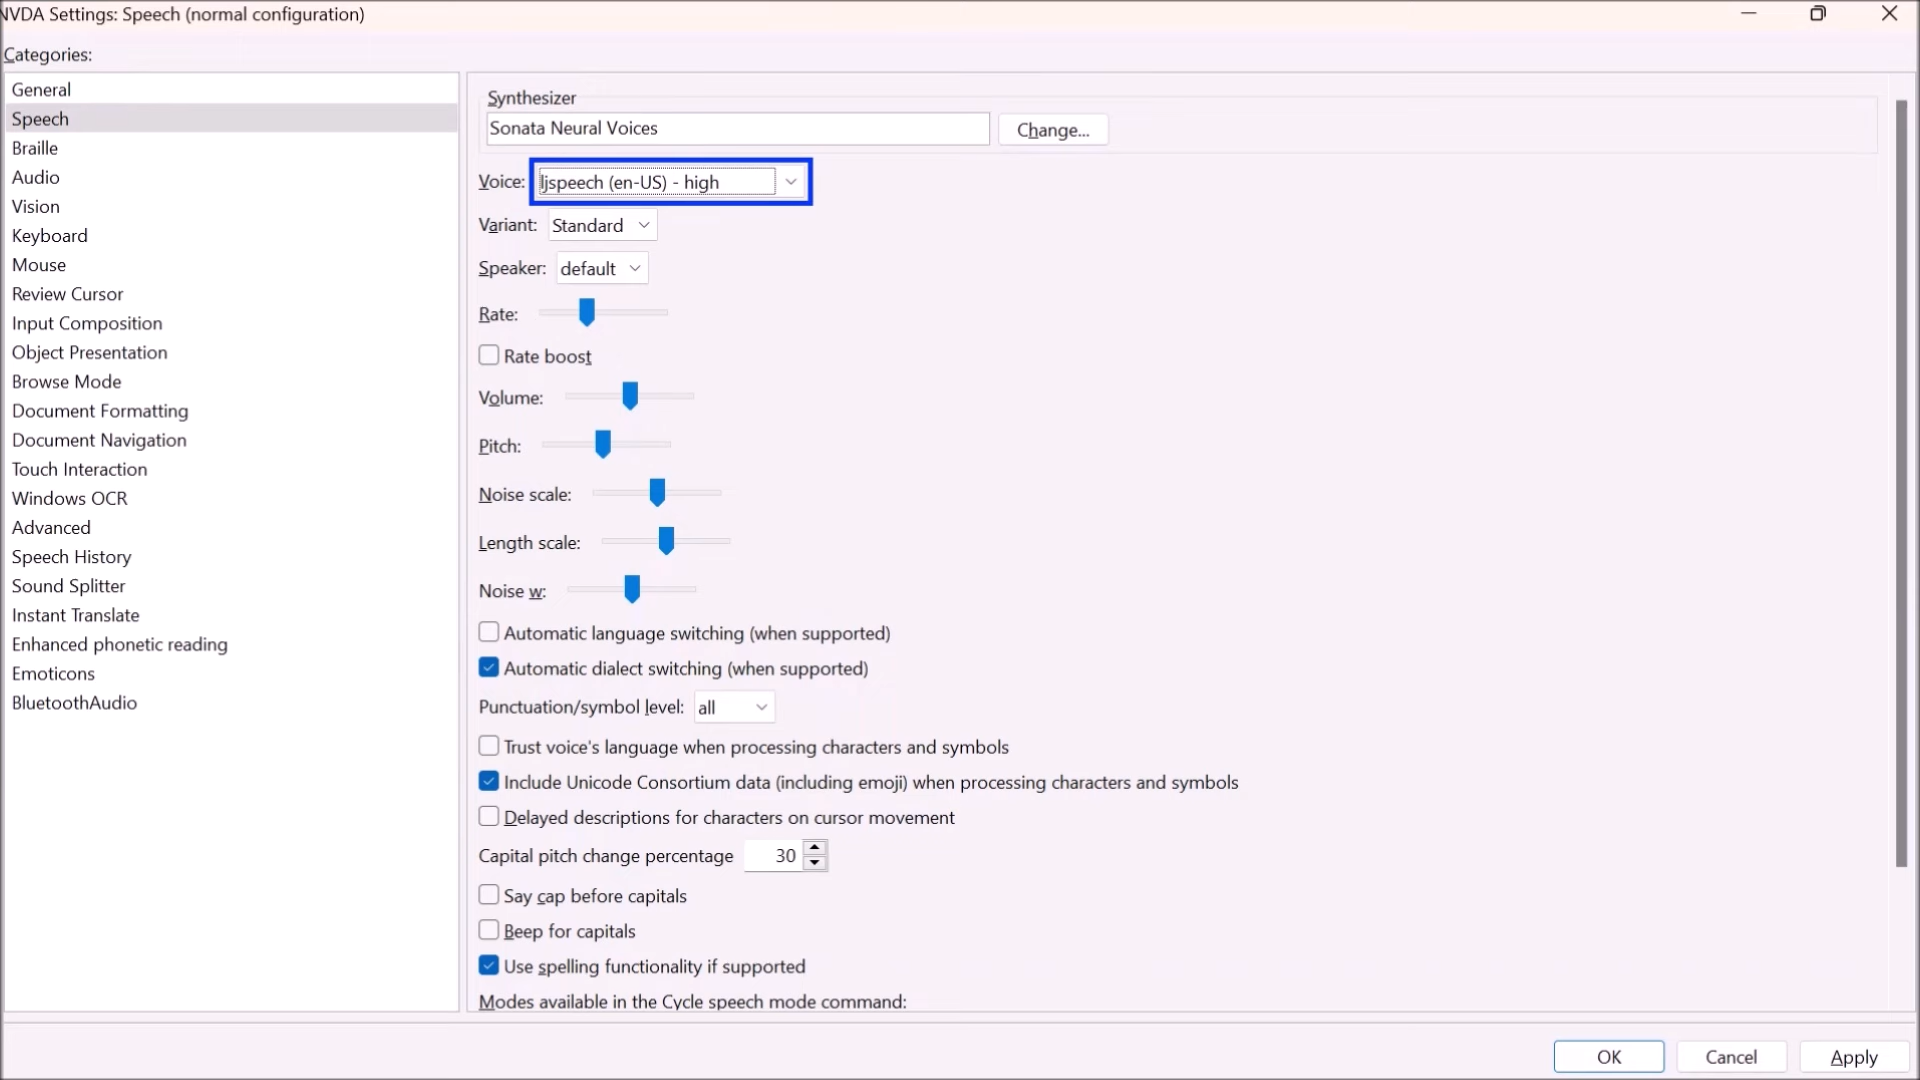 NVDA Settings: Speech (normal configuration)
Categories:
General
Speech
Braille
Audio
Vision
Keyboard
Mouse
Review Cursor
Input Composition
Object Presentation
Browse Mode
Document Formatting
Document Navigation
Touch Interaction
Windows OCR
Advanced
Speech History
Sound Splitter
Instant Translate
Enhanced phonetic reading
Emoticons
BluetoothAudio
Synthesizer
Sonata Neural Voices Change...
Voice: ljspeech (en-US) - high
Variant: Standard
Speaker: default
Rate:
Rate boost
Volume:
Pitch:
Noise scale:
Length scale:
Noise w:
Automatic language switching (when supported)
Automatic dialect switching (when supported)
Punctuation/symbol level: all
Trust voice's language when processing characters and symbols
Include Unicode Consortium data (including emoji) when processing characters and symbols
Delayed descriptions for characters on cursor movement
Capital pitch change percentage 30
Say cap before capitals
Beep for capitals
Use spelling functionality if supported
Modes available in the Cycle speech mode command:
OK Cancel Apply